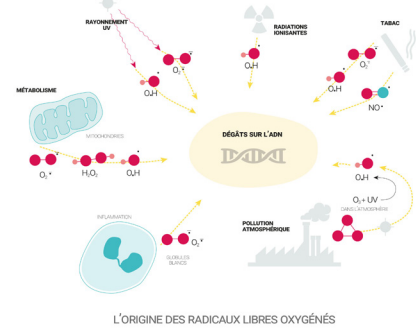 RAYONNEMENT
UV
RADIATIONS
IONISANTES
TABAC
O₂⁻
O₂H
O₂H
O₂⁻
NO•
MÉTABOLISME
MITOCHONDRIES
O₂•
H₂O₂
O₂H
DÉGÂTS SUR L'ADN
O₂H
O₂ + UV
DANS L'ATMOSPHÈRE
INFLAMMATION
GLOBULES
BLANCS
O₂⁻
POLLUTION
ATMOSPHÉRIQUE
L'ORIGINE DES RADICAUX LIBRES OXYGÉNÉS